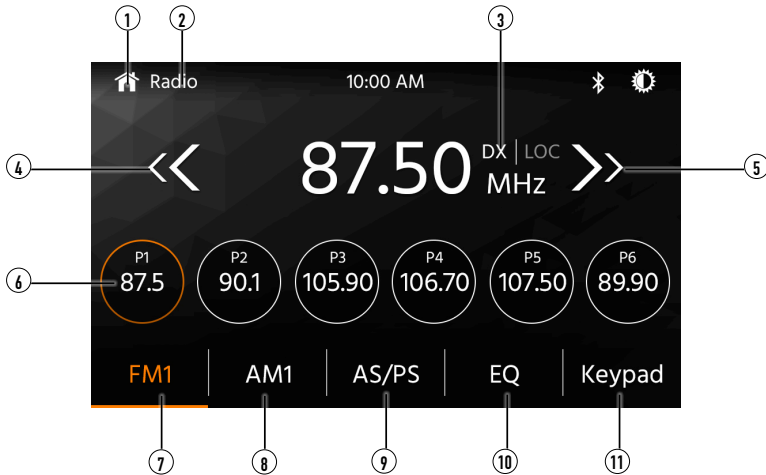 1 2 3
Radio 10:00 AM
4 87.50 DX | LOC 5
MHz
P1 P2 P3 P4 P5 P6
6 87.5 90.1 105.90 106.70 107.50 89.90
FM1 AM1 AS/PS EQ Keypad
7 8 9 10 11